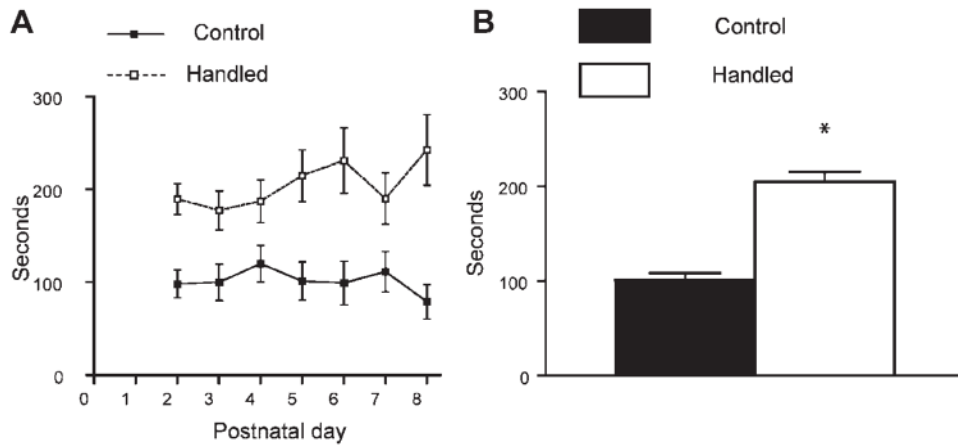 A
Control
Handled
300
200
100
0
Seconds
0 1 2 3 4 5 6 7 8
Postnatal day
B
Control
Handled
300
200
100
0
Seconds
*